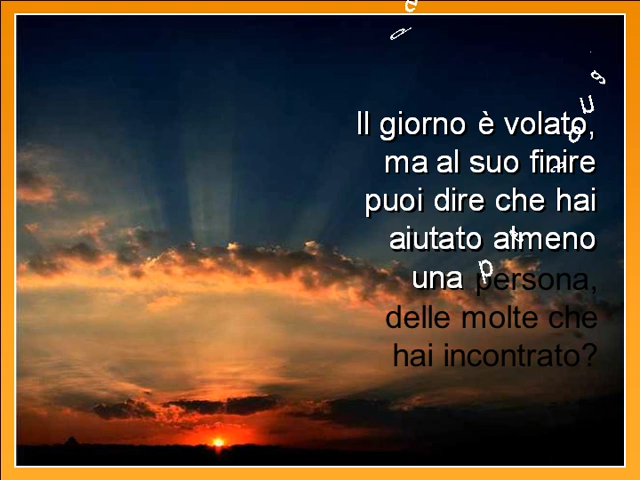 Il giorno è volato,
ma al suo finire
puoi dire che hai
aiutato almeno
una persona,
delle molte che
hai incontrato?